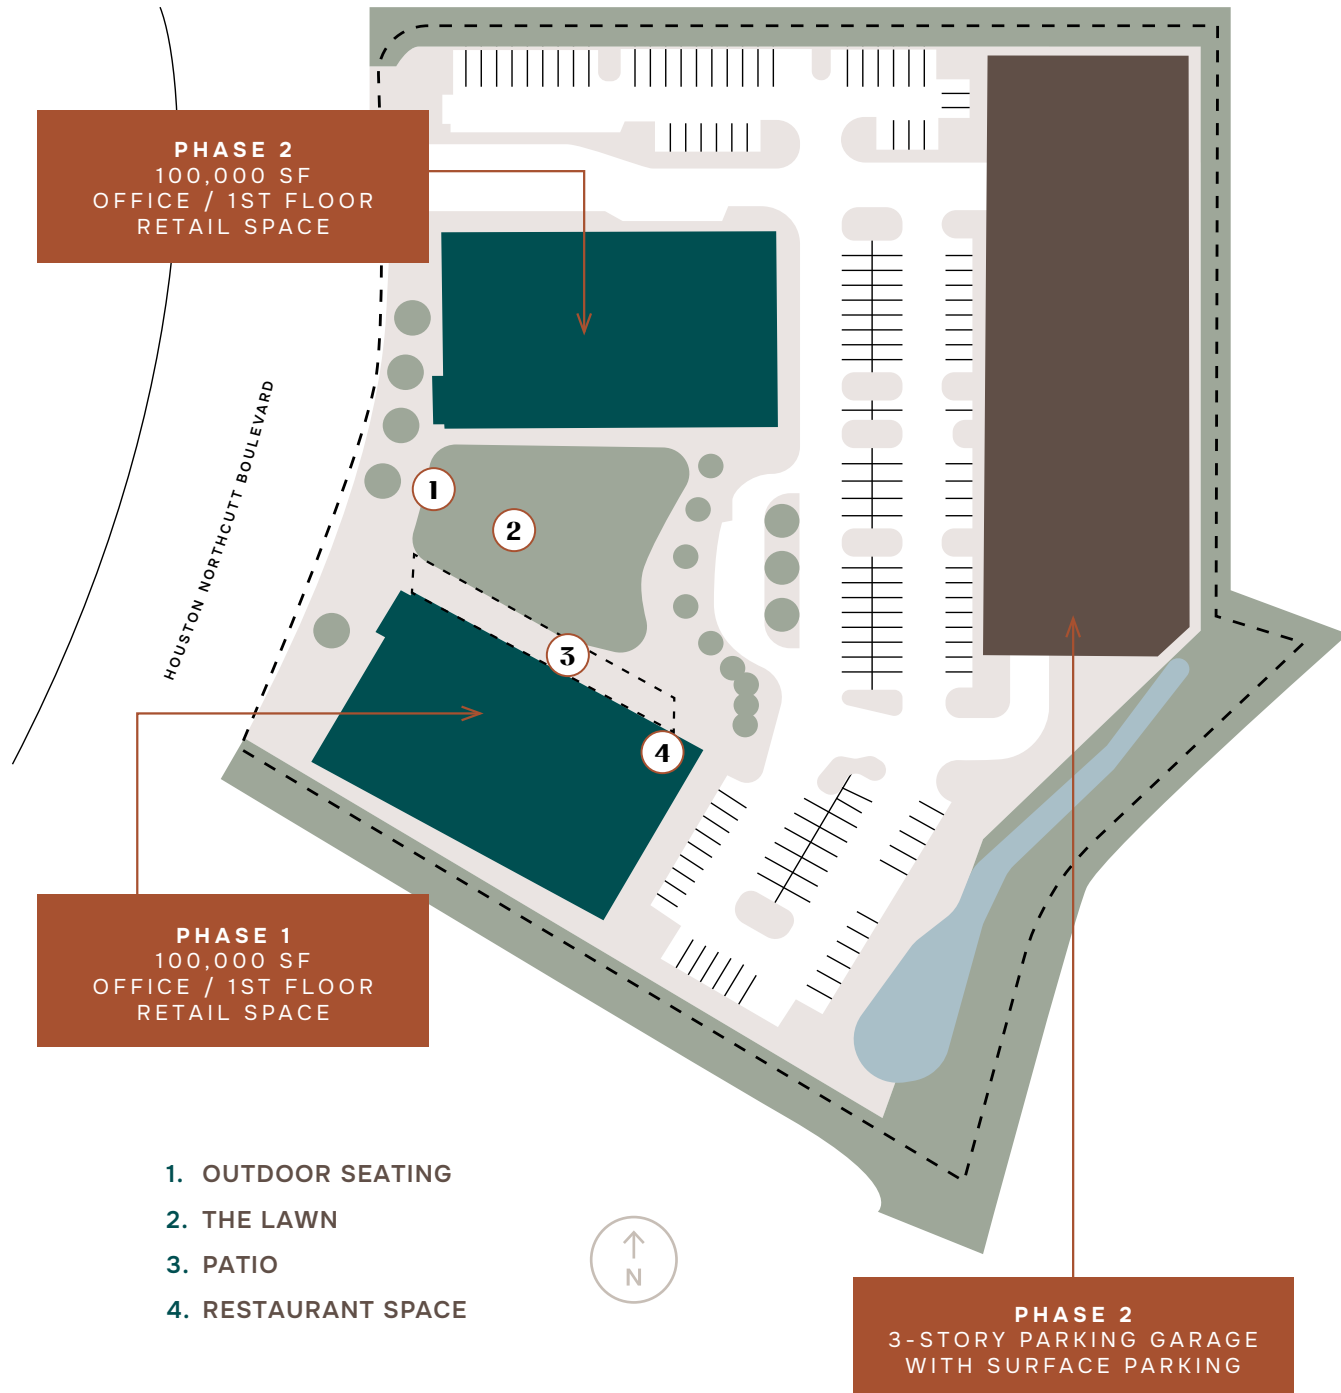 PHASE 2
100,000 SF
OFFICE / 1ST FLOOR
RETAIL SPACE
HOUSTON NORTHCUTT BOULEVARD
1
2
3
4
PHASE 1
100,000 SF
OFFICE / 1ST FLOOR
RETAIL SPACE
1. OUTDOOR SEATING
2. THE LAWN
3. PATIO
4. RESTAURANT SPACE
N
PHASE 2
3-STORY PARKING GARAGE
WITH SURFACE PARKING